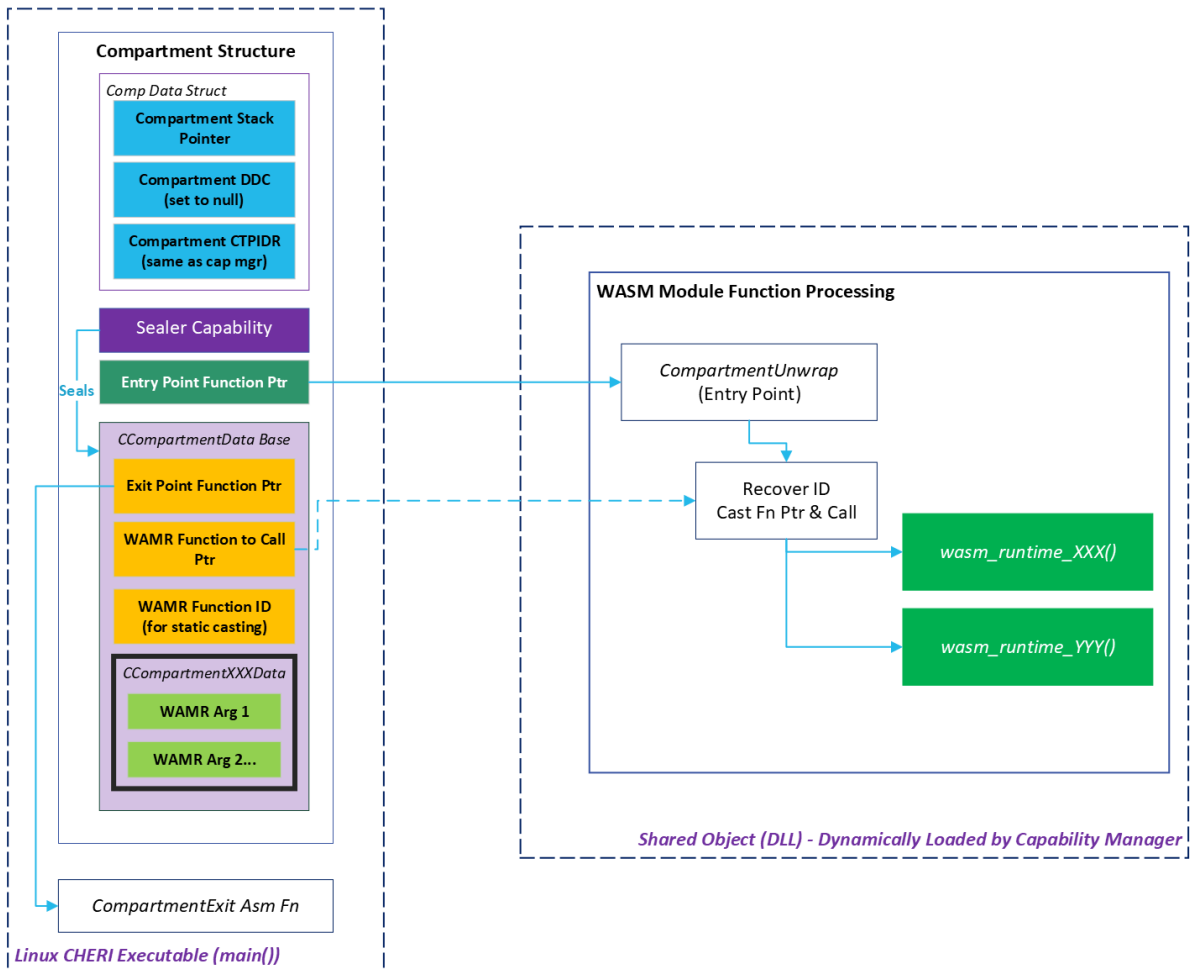 Compartment Structure
Comp Data Struct
Compartment Stack
Pointer
Compartment DDC
(set to null)
Compartment CTPIDR
(same as cap mgr)
Sealer Capability
Entry Point Function Ptr
Seals
CCompartmentData Base
Exit Point Function Ptr
WAMR Function to Call
Ptr
WAMR Function ID
(for static casting)
CCompartmentXXXData
WAMR Arg 1
WAMR Arg 2...
CompartmentExit Asm Fn
Linux CHERI Executable (main())
WASM Module Function Processing
CompartmentUnwrap
(Entry Point)
Recover ID
Cast Fn Ptr & Call
wasm_runtime_XXX()
wasm_runtime_YYY()
Shared Object (DLL) - Dynamically Loaded by Capability Manager